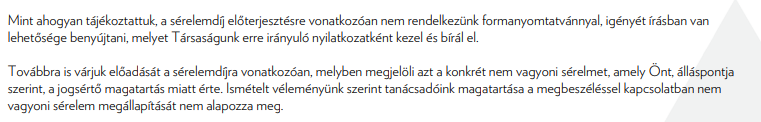 Mint ahogyan tájékoztattuk, a sérelemdíj előterjesztésre vonatkozóan nem rendelkezünk formanyomtatvánnyal, igényét írásban van
lehetősége benyújtani, melyet Társaságunk erre irányuló nyilatkozatként kezel és bírál el.
Továbbra is várjuk előadását a sérelemdíjra vonatkozóan, melyben megjelöli azt a konkrét nem vagyoni sérelmet, amely Önt, álláspontja
szerint, a jogsértő magatartás miatt érte. Ismételt véleményünk szerint tanácsadóink magatartása a megbeszéléssel kapcsolatban nem
vagyoni sérelem megállapítását nem alapozza meg.